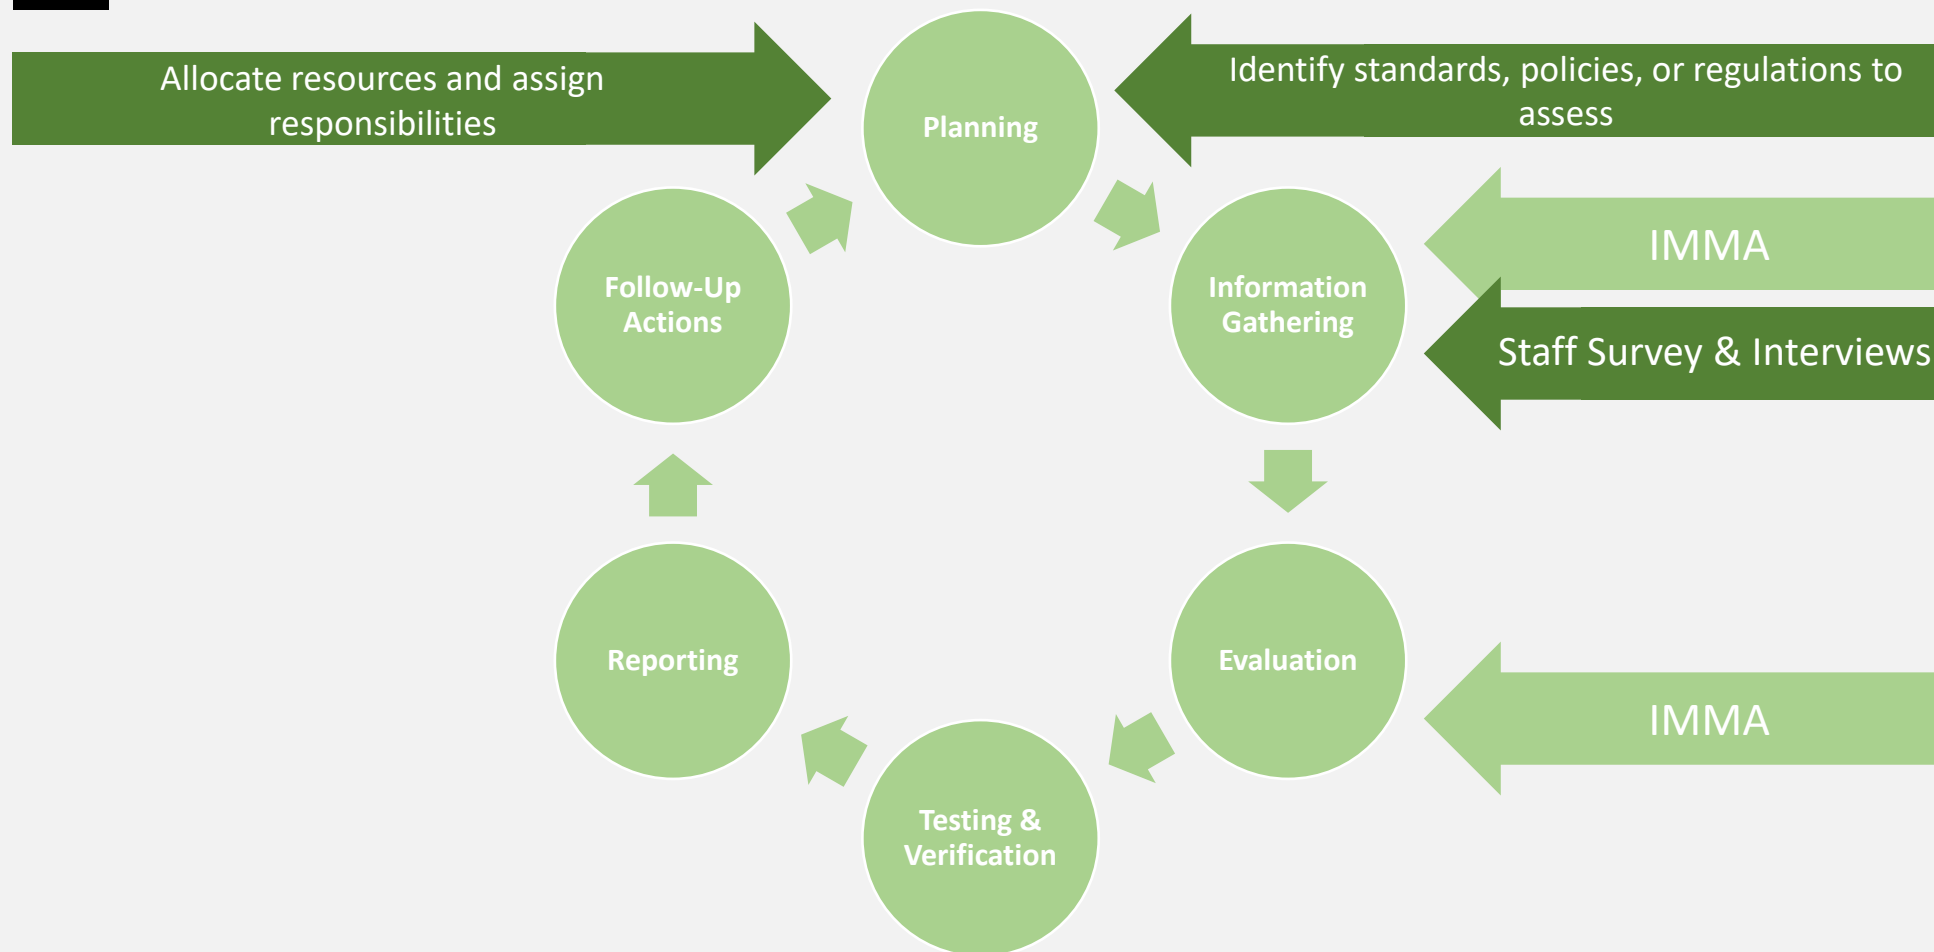 Allocate resources and assign
responsibilities
Planning
Identify standards, policies, or regulations to
assess
Follow-Up
Actions
Information
Gathering
IMMA
Staff Survey & Interviews
Reporting
Evaluation
IMMA
Testing &
Verification